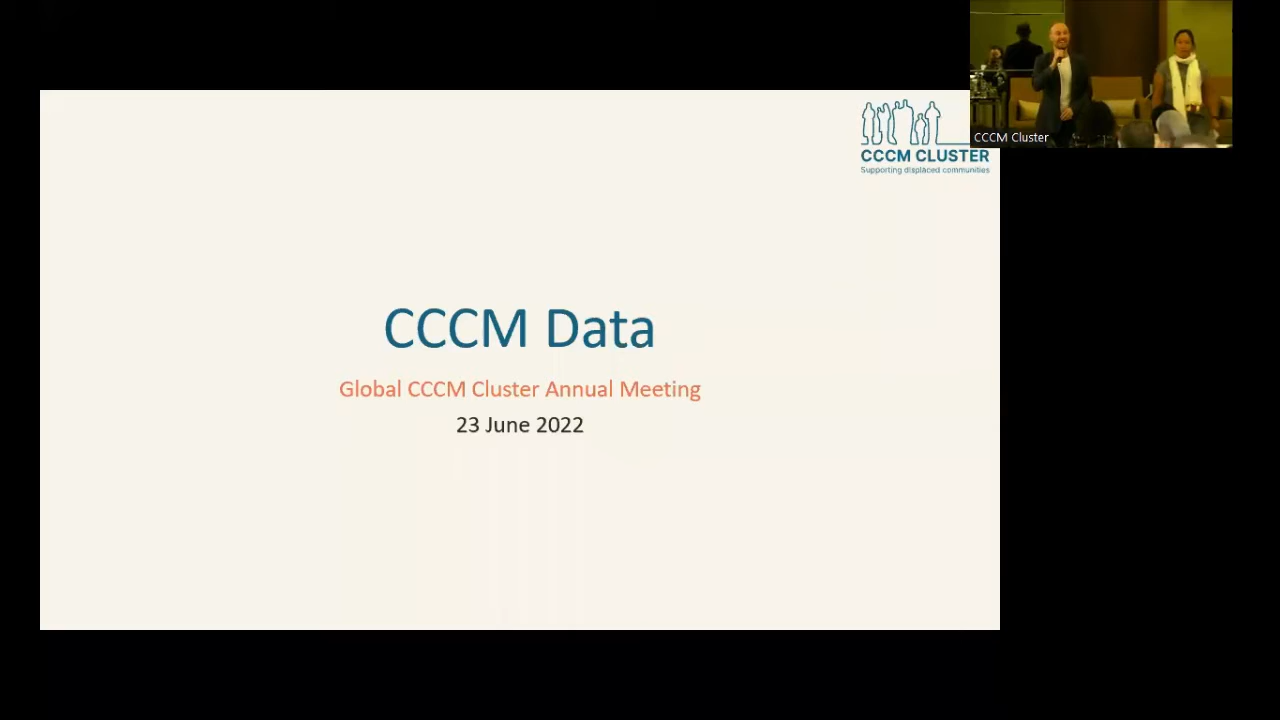 CCCM Cluster
CCCM CLUSTER
Supporting displaced communities
CCCM Data
Global CCCM Cluster Annual Meeting
23 June 2022